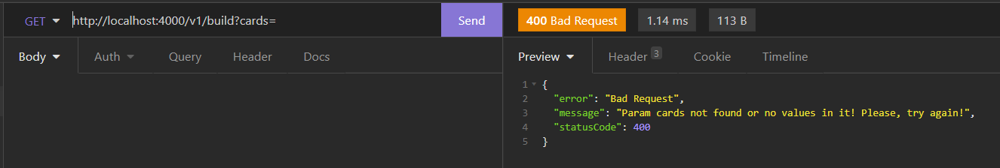 GET http://localhost:4000/v1/build?cards= Send 400 Bad Request 1.14 ms 113 B
Body Auth Query Header Docs Preview Header 3 Cookie Timeline
1 {
2 "error": "Bad Request",
3 "message": "Param cards not found or no values in it! Please, try again!",
4 "statusCode": 400
5 }